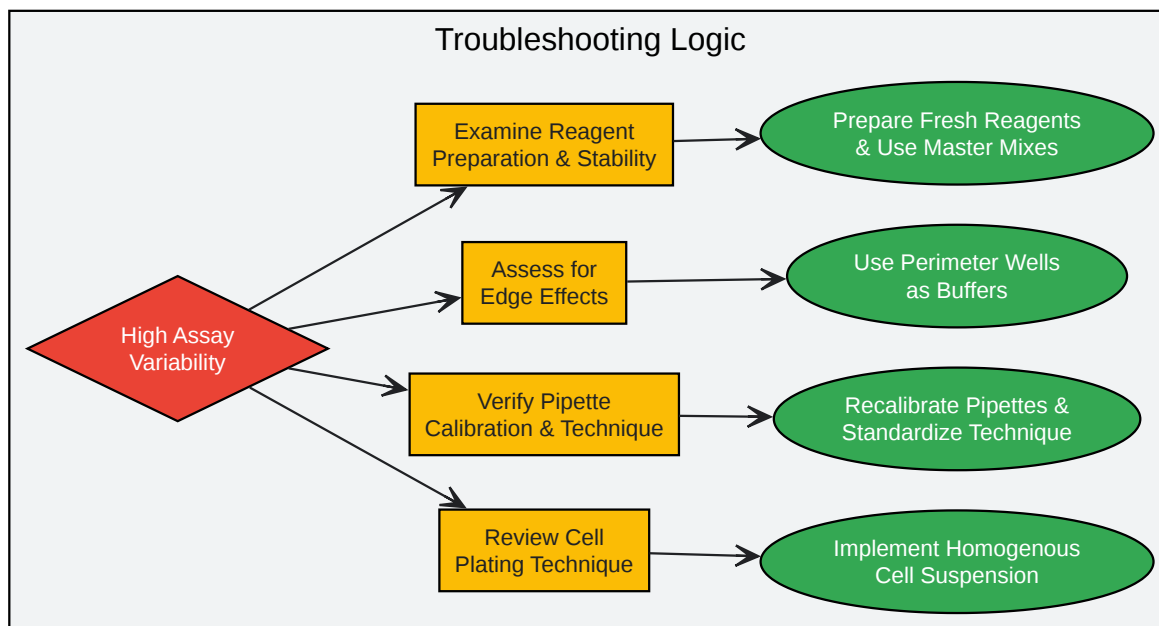 Troubleshooting Logic
High Assay
Variability
Examine Reagent
Preparation & Stability
Prepare Fresh Reagents
& Use Master Mixes
Assess for
Edge Effects
Use Perimeter Wells
as Buffers
Verify Pipette
Calibration & Technique
Recalibrate Pipettes &
Standardize Technique
Review Cell
Plating Technique
Implement Homogenous
Cell Suspension